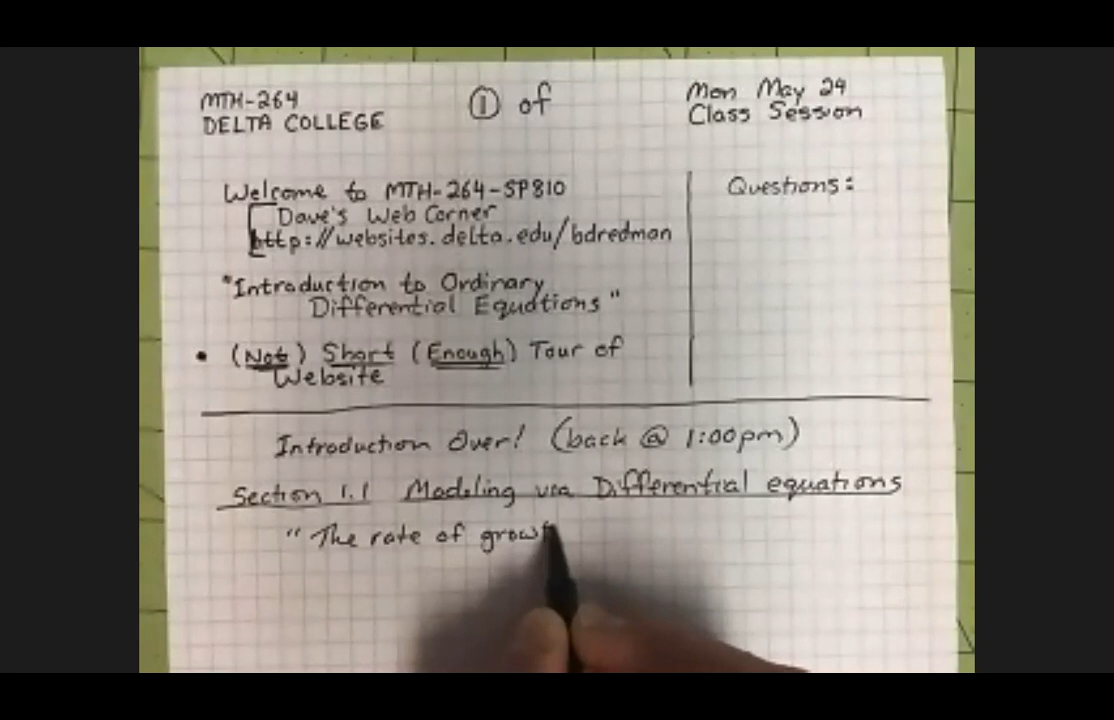 MTH-264
DELTA COLLEGE
① of
Mon May 24
Class Session
Welcome to MTH-264-SP810
Dave's Web Corner
http://websites.delta.edu/bdredman
"Introduction to Ordinary
Differential Equations"
• (Not) Short (Enough) Tour of
Website
Questions:
Introduction Over! (back @ 1:00pm)
Section 1.1 Modeling via Differential equations
"The rate of growt